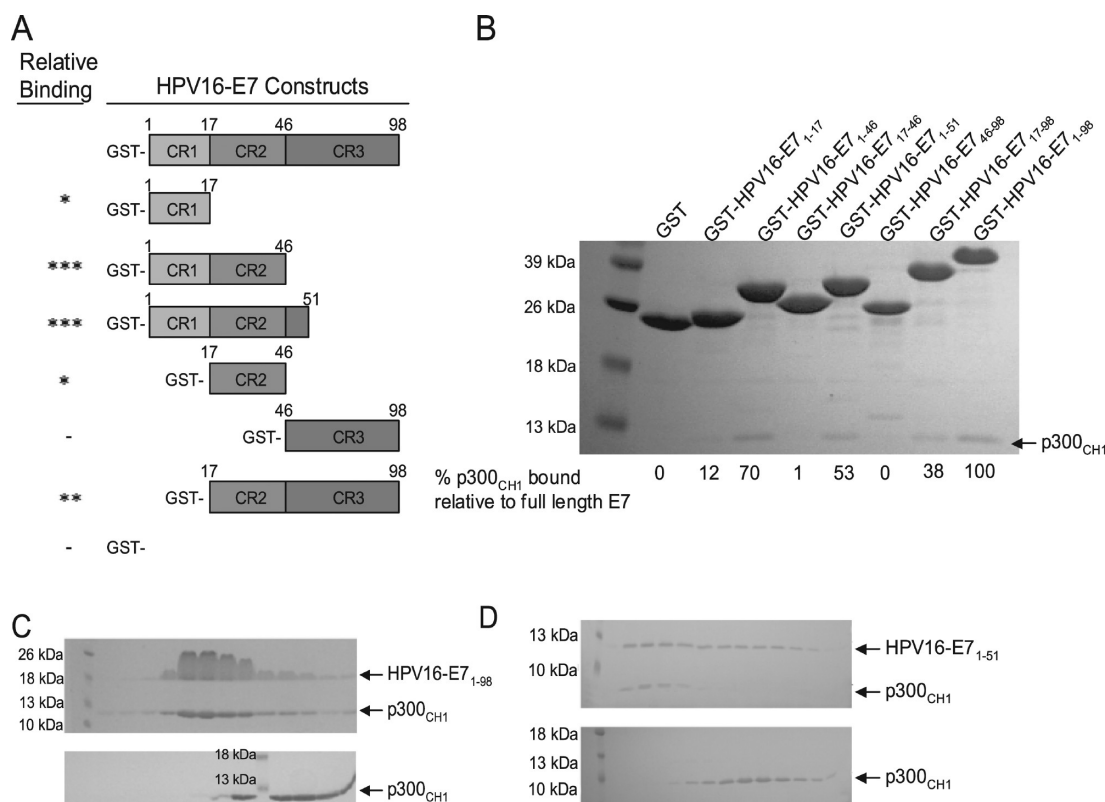 A
Relative
Binding
HPV16-E7 Constructs
1 17 46 98
GST- CR1 CR2 CR3
1 17
* GST- CR1
1 46
*** GST- CR1 CR2
1 51
*** GST- CR1 CR2
17 46
* GST- CR2
46 98
- GST- CR3
17 98
** GST- CR2 CR3
- GST-
B
GST
GST-HPV16-E7 1-17
GST-HPV16-E7 1-46
GST-HPV16-E7 17-46
GST-HPV16-E7 1-51
GST-HPV16-E7 46-98
GST-HPV16-E7 17-98
GST-HPV16-E7 1-98
39 kDa
26 kDa
18 kDa
13 kDa
p300CH1
% p300CH1 bound
relative to full length E7
0 12 70 1 53 0 38 100
C
26 kDa
18 kDa
13 kDa
10 kDa
HPV16-E7 1-98
p300CH1
18 kDa
13 kDa
p300CH1
D
13 kDa
10 kDa
HPV16-E7 1-51
p300CH1
18 kDa
13 kDa
10 kDa
p300CH1